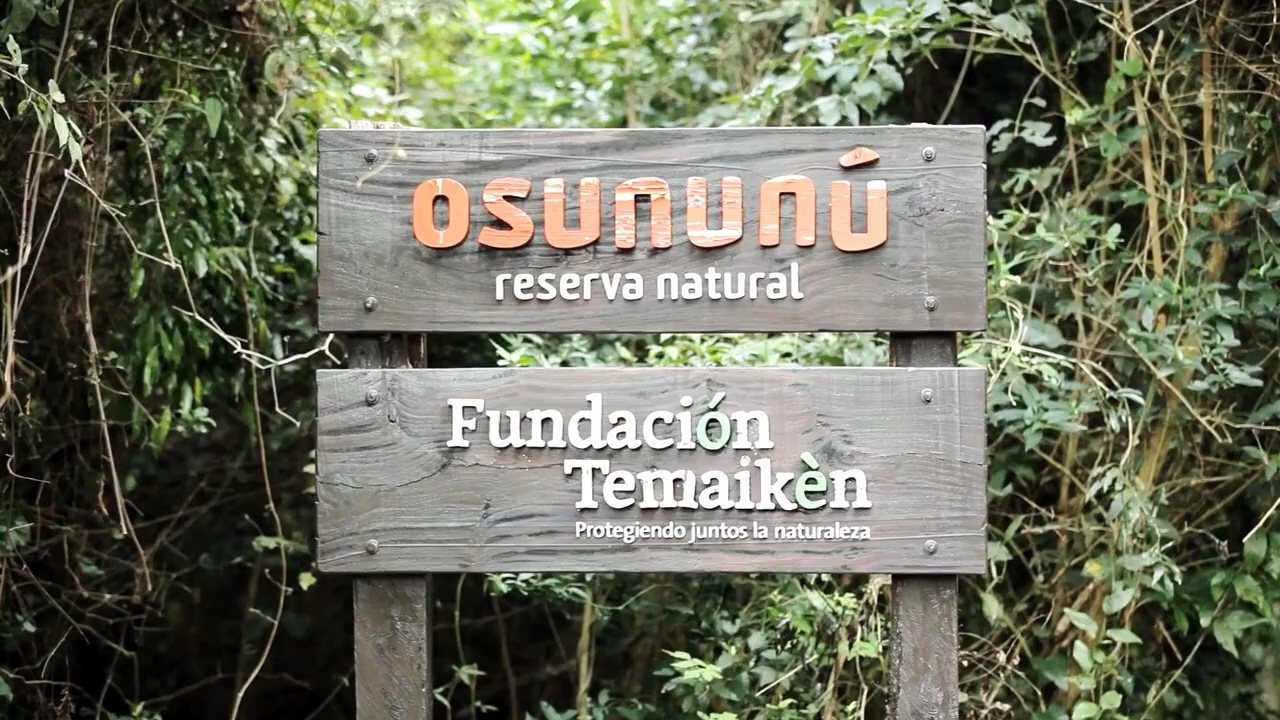 osununú
reserva natural
Fundación
Temaikèn
Protegiendo juntos la naturaleza